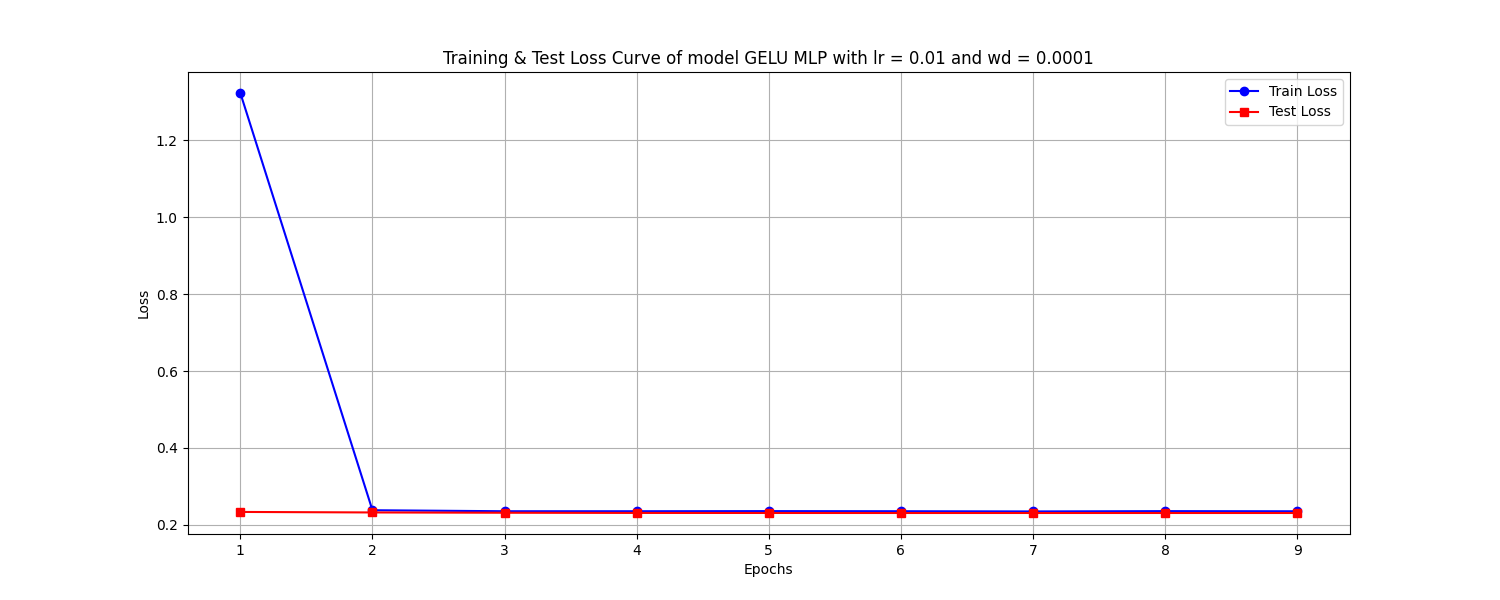 Training & Test Loss Curve of model GELU MLP with lr = 0.01 and wd = 0.0001
Train Loss
Test Loss
1.2
1.0
0.8
0.6
0.4
0.2
Loss
1 2 3 4 5 6 7 8 9
Epochs